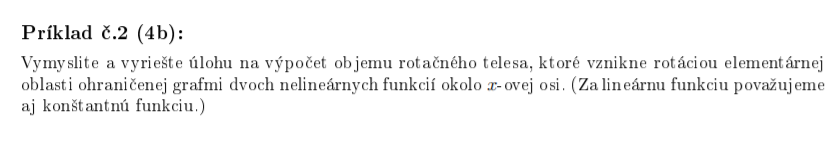 Príklad č.2 (4b):
Vymyslite a vyriešte úlohu na výpočet objemu rotačného telesa, ktoré vznikne rotáciou elementárnej
oblasti ohraničenej grafmi dvoch nelineárnych funkcií okolo x-ovej osi. (Za lineárnu funkciu považujeme
aj konštantnú funkciu.)